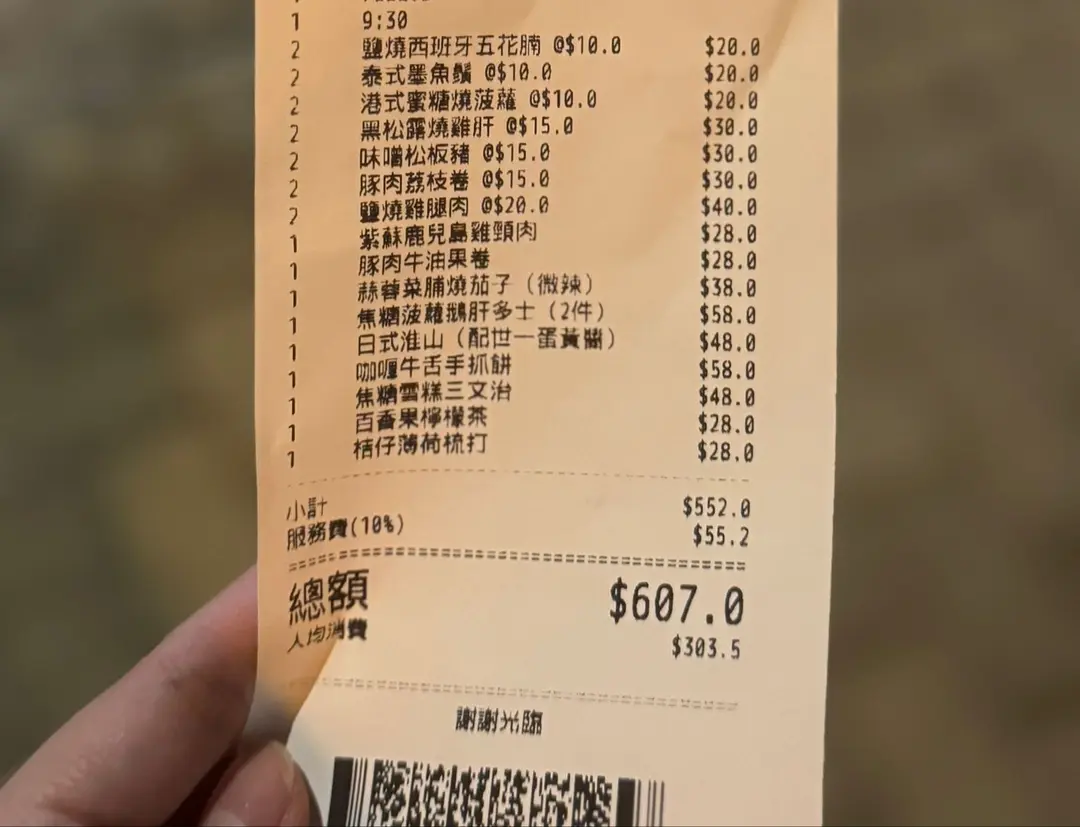 1 9:30
2 鹽燒西班牙五花腩 @$10.0 $20.0
2 泰式墨魚鬚 @$10.0 $20.0
2 港式蜜糖燒菠蘿 @$10.0 $20.0
2 黑松露燒雞肝 @$15.0 $30.0
2 味噌松板豬 @$15.0 $30.0
2 豚肉荔枝卷 @$15.0 $30.0
2 鹽燒雞腿肉 @$20.0 $40.0
1 紫蘇鹿兒島雞頸肉 $28.0
1 豚肉牛油果卷 $28.0
1 蒜蓉菜脯燒茄子（微辣） $38.0
1 焦糖菠蘿鵝肝多士（2件） $58.0
1 日式淮山（配世一蛋黃醬） $48.0
1 咖喱牛舌手抓餅 $58.0
1 焦糖雪糕三文治 $48.0
1 百香果檸檬茶 $28.0
1 桔仔薄荷梳打 $28.0
小計 $552.0
服務費(10%) $55.2
總額 $607.0
人均消費 $303.5
謝謝光臨